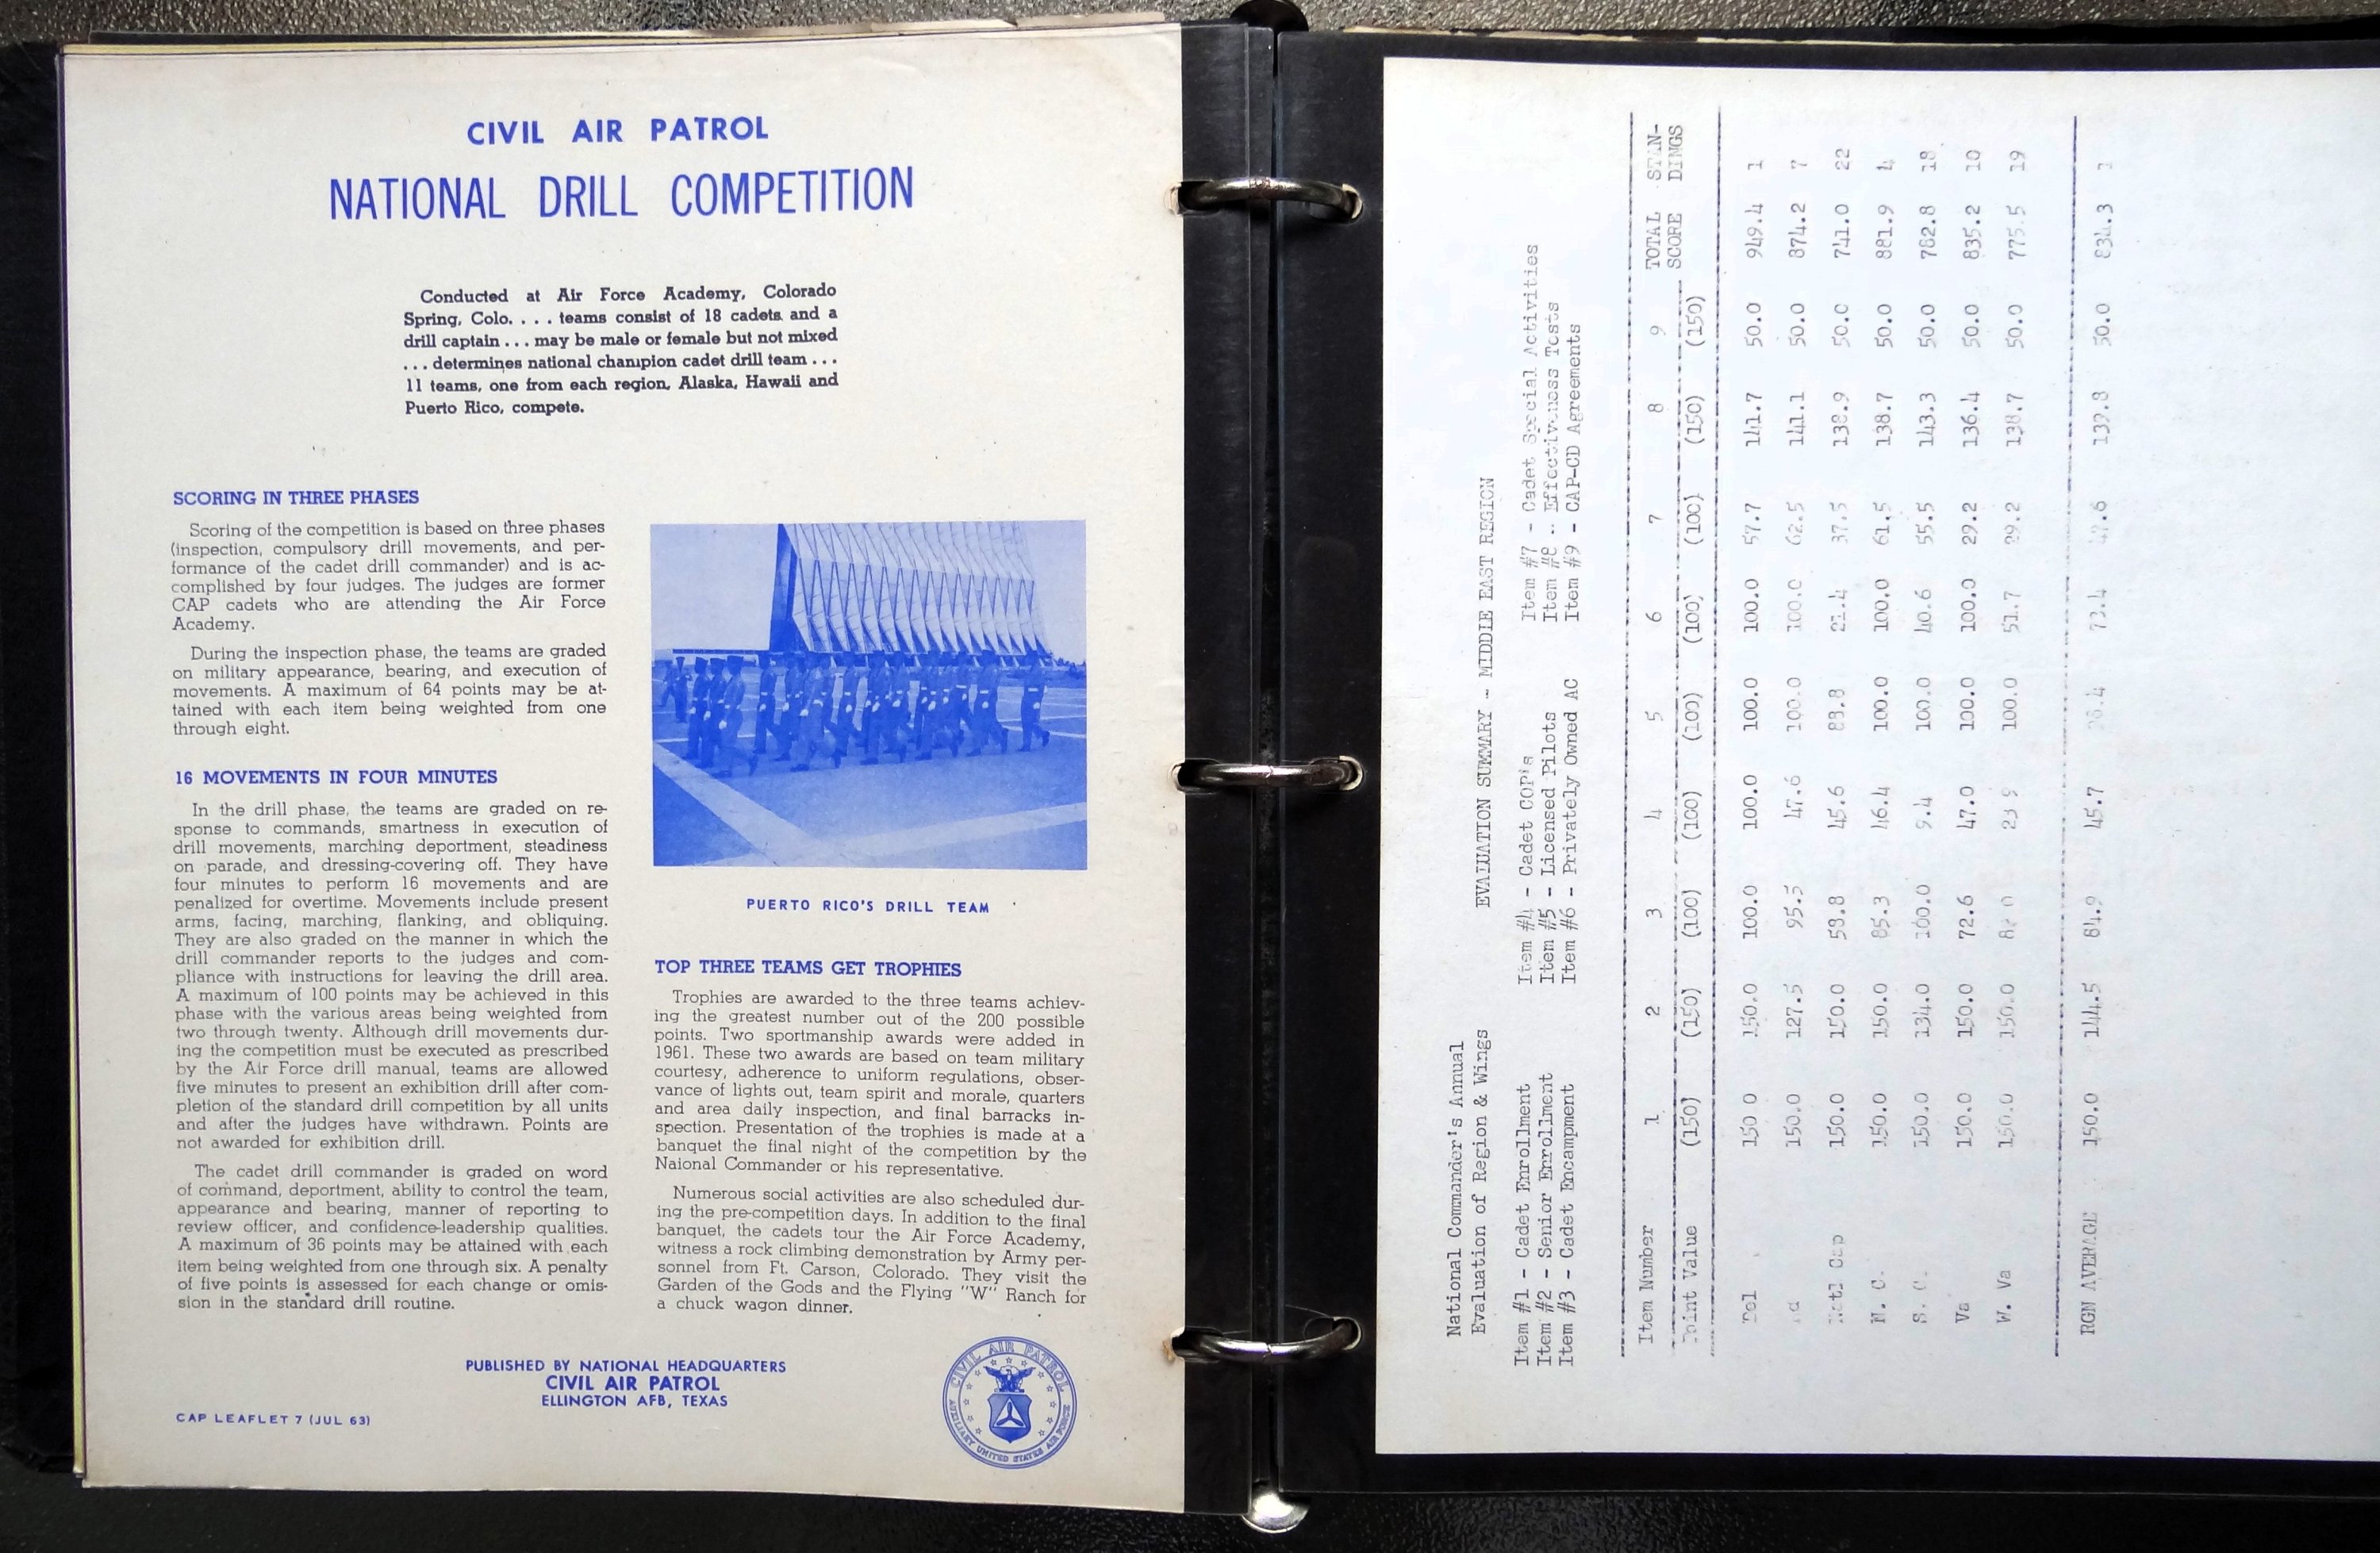 CIVIL AIR PATROL
NATIONAL DRILL COMPETITION
Conducted at Air Force Academy, Colorado
Spring, Colo. . . . teams consist of 18 cadets and a
drill captain . . . may be male or female but not mixed
. . . determines national champion cadet drill team . . .
11 teams, one from each region, Alaska, Hawaii and
Puerto Rico, compete.
SCORING IN THREE PHASES
Scoring of the competition is based on three phases
(inspection, compulsory drill movements, and per-
formance of the cadet drill commander) and is ac-
complished by four judges. The judges are former
CAP cadets who are attending the Air Force
Academy.
During the inspection phase, the teams are graded
on military appearance, bearing, and execution of
movements. A maximum of 64 points may be at-
tained with each item being weighted from one
through eight.
16 MOVEMENTS IN FOUR MINUTES
In the drill phase, the teams are graded on re-
sponse to commands, smartness in execution of
drill movements, marching deportment, steadiness
on parade, and dressing-covering off. They have
four minutes to perform 16 movements and are
penalized for overtime. Movements include present
arms, facing, marching, flanking, and obliquing.
They are also graded on the manner in which the
drill commander reports to the judges and com-
pliance with instructions for leaving the drill area.
A maximum of 100 points may be achieved in this
phase with the various areas being weighted from
two through twenty. Although drill movements dur-
ing the competition must be executed as prescribed
by the Air Force drill manual, teams are allowed
five minutes to present an exhibition drill after com-
pletion of the standard drill competition by all units
and after the judges have withdrawn. Points are
not awarded for exhibition drill.
The cadet drill commander is graded on word
of command, deportment, ability to control the team,
appearance and bearing, manner of reporting to
review officer, and confidence-leadership qualities.
A maximum of 36 points may be attained with each
item being weighted from one through six. A penalty
of five points is assessed for each change or omis-
sion in the standard drill routine.
PUERTO RICO'S DRILL TEAM
TOP THREE TEAMS GET TROPHIES
Trophies are awarded to the three teams achiev-
ing the greatest number out of the 200 possible
points. Two sportmanship awards were added in
1961. These two awards are based on team military
courtesy, adherence to uniform regulations, obser-
vance of lights out, team spirit and morale, quarters
and area daily inspection, and final barracks in-
spection. Presentation of the trophies is made at a
banquet the final night of the competition by the
Naional Commander or his representative.
Numerous social activities are also scheduled dur-
ing the pre-competition days. In addition to the final
banquet, the cadets tour the Air Force Academy,
witness a rock climbing demonstration by Army per-
sonnel from Ft. Carson, Colorado. They visit the
Garden of the Gods and the Flying "W" Ranch for
a chuck wagon dinner.
PUBLISHED BY NATIONAL HEADQUARTERS
CIVIL AIR PATROL
ELLINGTON AFB, TEXAS
CAP LEAFLET 7 (JUL 63)
CIVIL AIR PATROL
AUXILIARY UNITED STATES AIR FORCE
National Commander's Annual
Evaluation of Region & Wings
EVALUATION SUMMARY - MIDDLE EAST REGION
Item #1 - Cadet Enrollment Item #4 - Cadet COP's Item #7 - Cadet Special Activities
Item #2 - Senior Enrollment Item #5 - Licensed Pilots Item #8 - Effectiveness Tests
Item #3 - Cadet Encampment Item #6 - Privately Owned AC Item #9 - CAP-CD Agreements
Item Number 1 2 3 4 5 6 7 8 9 TOTAL SCORE STAN-DINGS
Point Value (150) (150) (100) (100) (100) (100) (100) (150) (150)
Del 150 0 150.0 100.0 100.0 100.0 100.0 57.7 141.7 50.0 949.4 1
150.0 127.5 95.5 47.6 100.0 100.0 62.5 141.1 50.0 874.2 7
Natl Cap 150.0 150.0 58.8 45.6 88.8 37.5 138.9 50.0 741.0 22
N. C. 150.0 150.0 85.3 46.4 100.0 100.0 61.5 138.7 50.0 881.9 4
S. C. 150.0 134.0 100.0 9.4 100.0 40.6 55.5 143.3 50.0 782.8 18
Va 150.0 150.0 72.6 47.0 100.0 100.0 29.2 136.4 50.0 835.2 10
W. Va 150.0 150.0 100.0 51.7 29.2 138.7 50.0 775.5 19
RGN AVERAGE 150.0 144.5 84.9 45.7 73.4 139.8 50.0 834.3